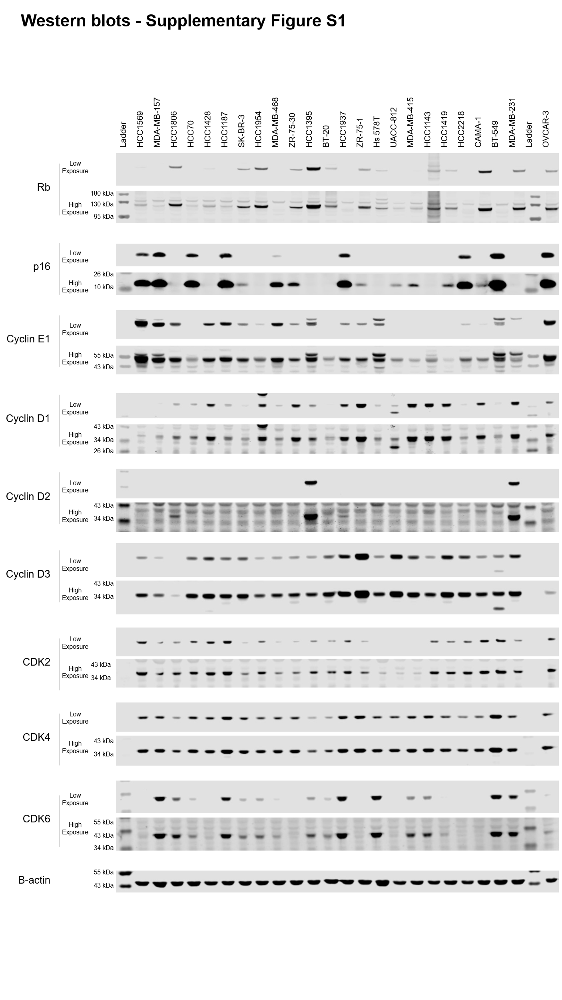 Western blots - Supplementary Figure S1
Ladder
HCC1569
MDA-MB-157
HCC1806
HCC70
HCC1428
HCC1187
SK-BR-3
HCC1954
MDA-MB-468
ZR-75-30
HCC1395
BT-20
HCC1937
ZR-75-1
Hs 578T
UACC-812
MDA-MB-415
HCC1143
HCC1419
HCC2218
CAMA-1
BT-549
MDA-MB-231
Ladder
OVCAR-3
Rb
Low
Exposure
180 kDa
High
Exposure
130 kDa
95 kDa
p16
Low
Exposure
26 kDa
High
Exposure
10 kDa
Cyclin E1
Low
Exposure
High
Exposure
55 kDa
43 kDa
Cyclin D1
Low
Exposure
43 kDa
High
Exposure
34 kDa
26 kDa
Cyclin D2
Low
Exposure
43 kDa
High
Exposure
34 kDa
Cyclin D3
Low
Exposure
43 kDa
High
Exposure
34 kDa
CDK2
Low
Exposure
43 kDa
High
Exposure
34 kDa
CDK4
Low
Exposure
43 kDa
High
Exposure
34 kDa
CDK6
Low
Exposure
55 kDa
High
Exposure
43 kDa
34 kDa
B-actin
55 kDa
43 kDa